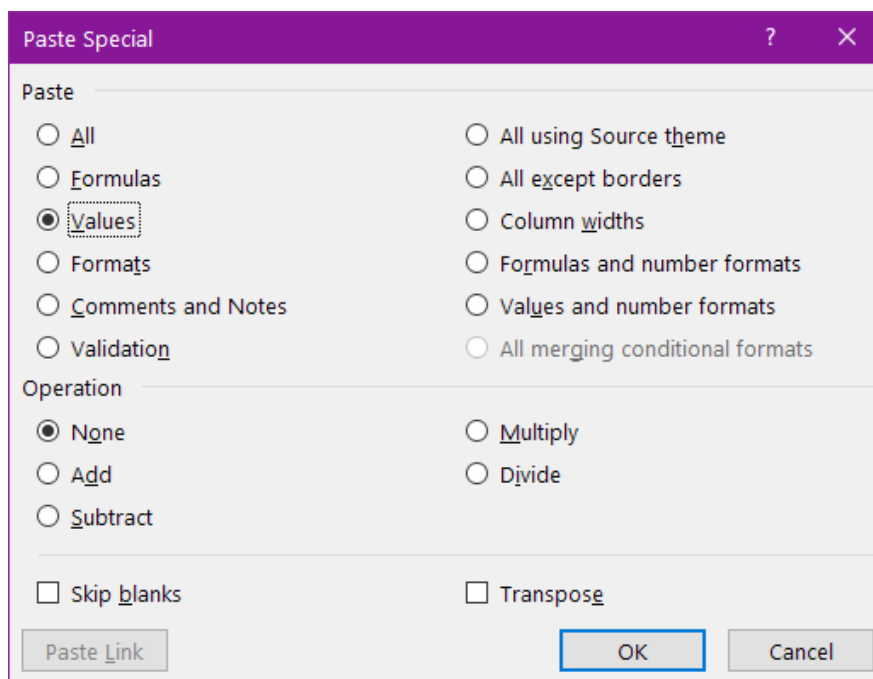 Paste Special ?
Paste
All All using Source theme
Formulas All except borders
Values Column widths
Formats Formulas and number formats
Comments and Notes Values and number formats
Validation All merging conditional formats
Operation
None Multiply
Add Divide
Subtract
Skip blanks Transpose
Paste Link OK Cancel